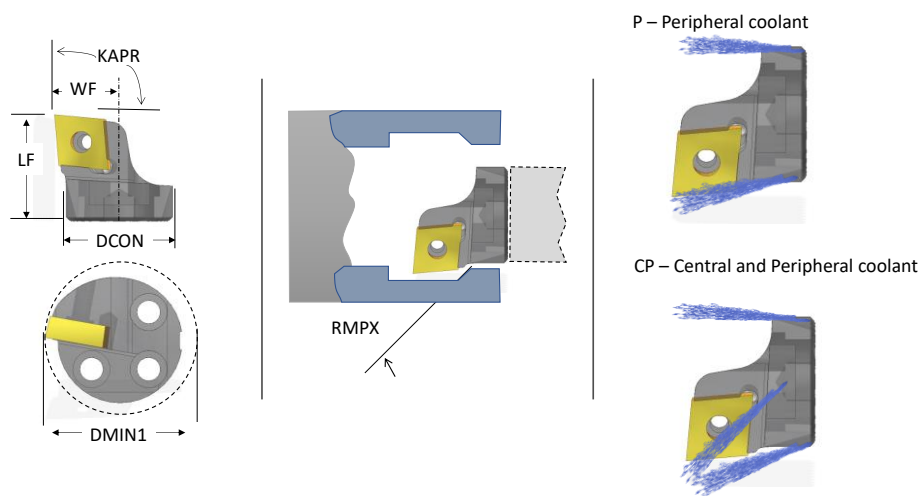 KAPR
WF
LF
DCON
DMIN1
RMPX
P – Peripheral coolant
CP – Central and Peripheral coolant